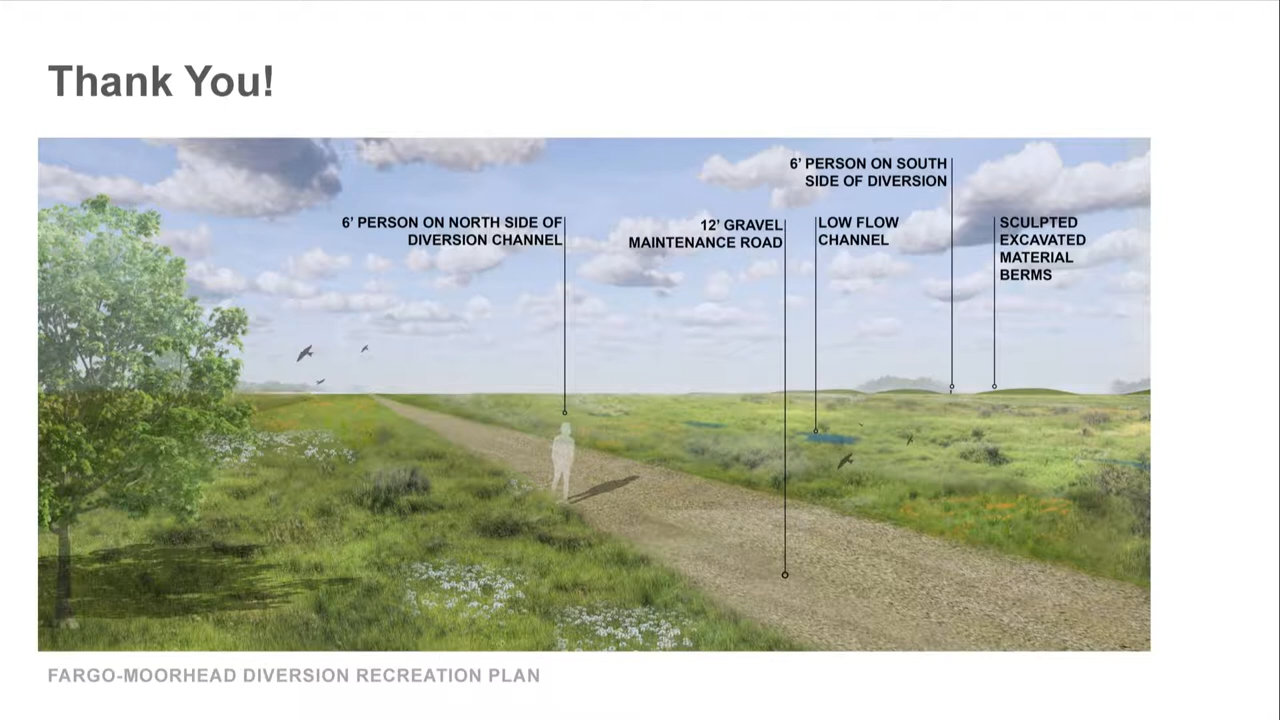 Thank You!
6’ PERSON ON SOUTH
SIDE OF DIVERSION
6’ PERSON ON NORTH SIDE OF
DIVERSION CHANNEL
12’ GRAVEL
MAINTENANCE ROAD
LOW FLOW
CHANNEL
SCULPTED
EXCAVATED
MATERIAL
BERMS
FARGO-MOORHEAD DIVERSION RECREATION PLAN